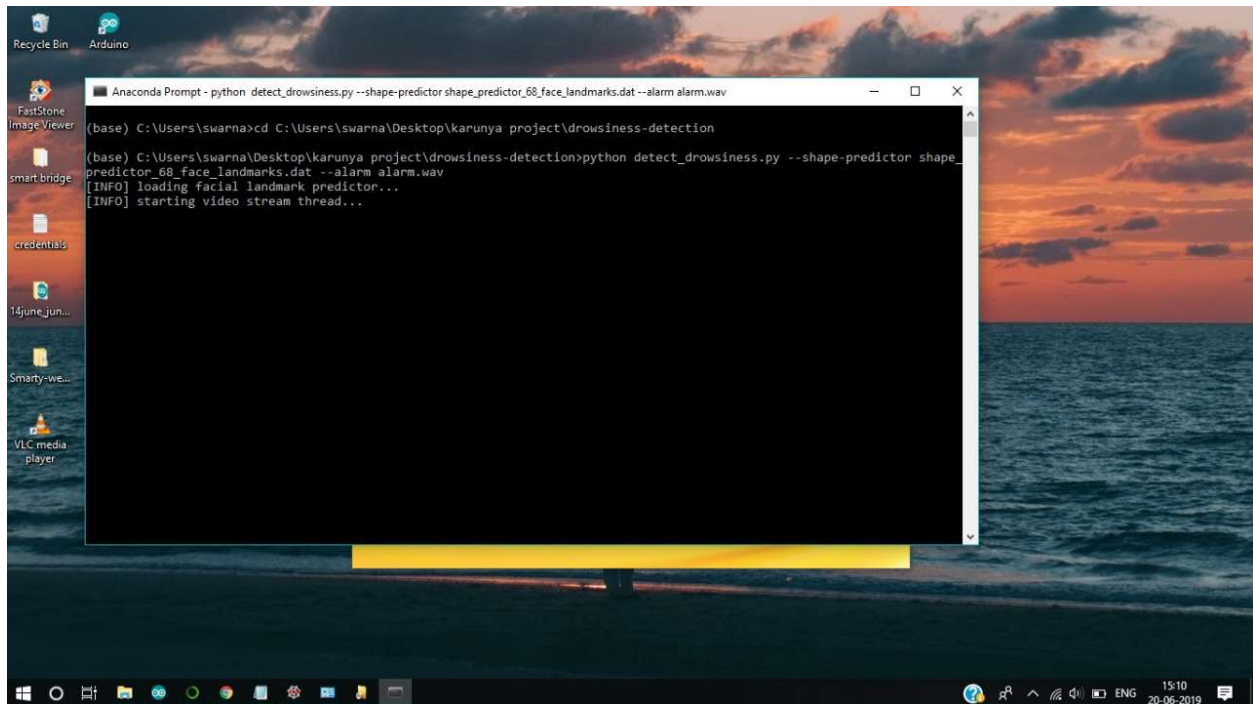 Recycle Bin
Arduino
FastStone
Image Viewer
smart bridge
credentials
14june_jun...
Smarty-we...
VLC media
player
Anaconda Prompt - python detect_drowsiness.py --shape-predictor shape_predictor_68_face_landmarks.dat --alarm alarm.wav
(base) C:\Users\swarna>cd C:\Users\swarna\Desktop\karunya project\drowsiness-detection
(base) C:\Users\swarna\Desktop\karunya project\drowsiness-detection>python detect_drowsiness.py --shape-predictor shape_
predictor_68_face_landmarks.dat --alarm alarm.wav
[INFO] loading facial landmark predictor...
[INFO] starting video stream thread...
ENG
15:10
20-06-2019